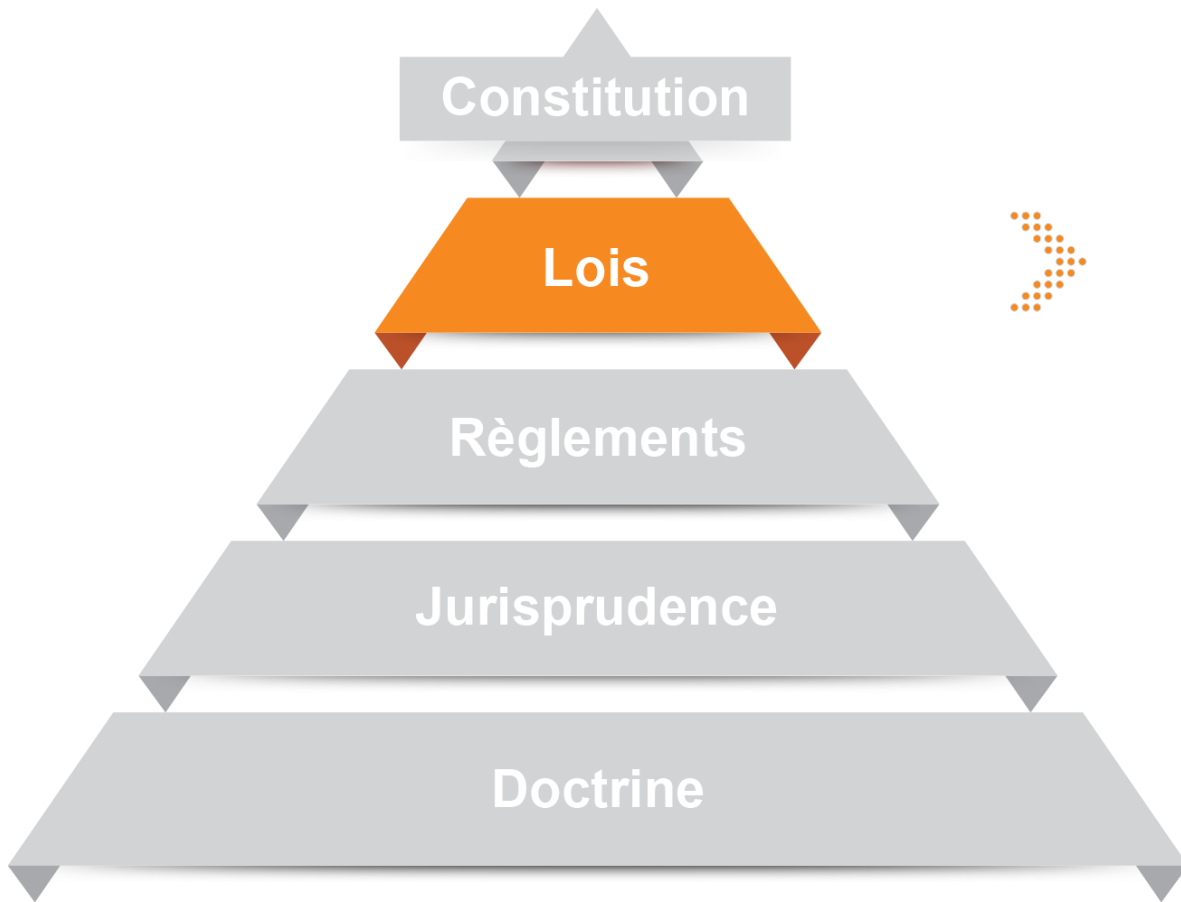 Constitution
Lois
Règlements
Jurisprudence
Doctrine